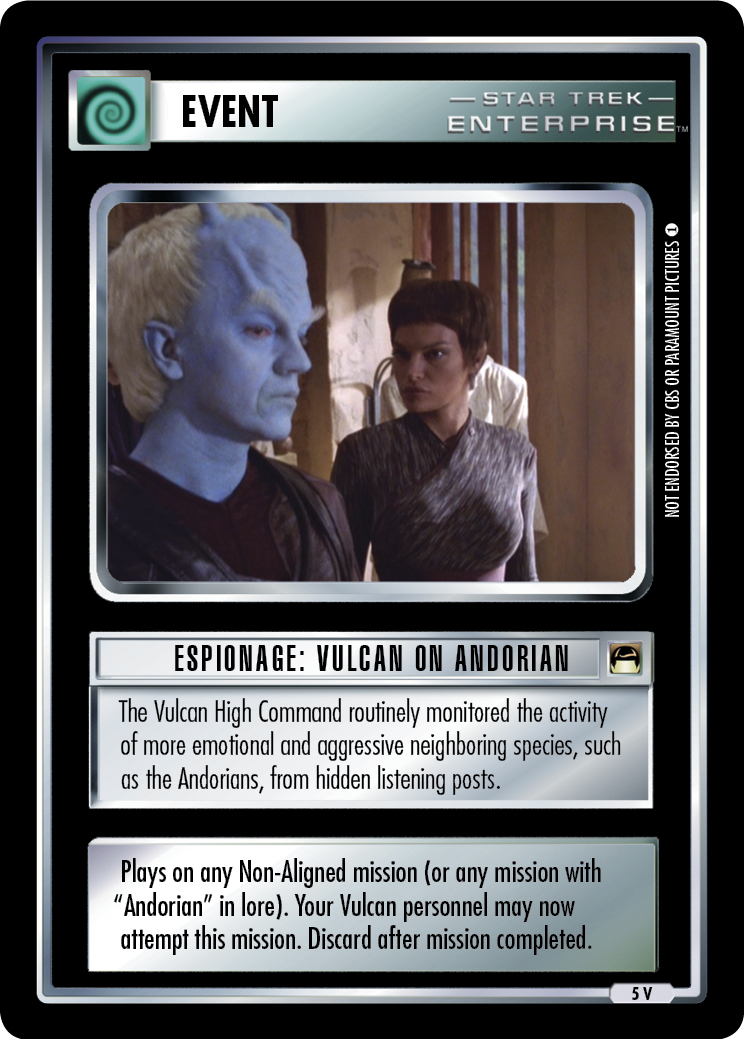 EVENT
— STAR TREK —
ENTERPRISE™
NOT ENDORSED BY CBS OR PARAMOUNT PICTURES 1
ESPIONAGE: VULCAN ON ANDORIAN
The Vulcan High Command routinely monitored the activity
of more emotional and aggressive neighboring species, such
as the Andorians, from hidden listening posts.
Plays on any Non-Aligned mission (or any mission with
“Andorian” in lore). Your Vulcan personnel may now
attempt this mission. Discard after mission completed.
5 V